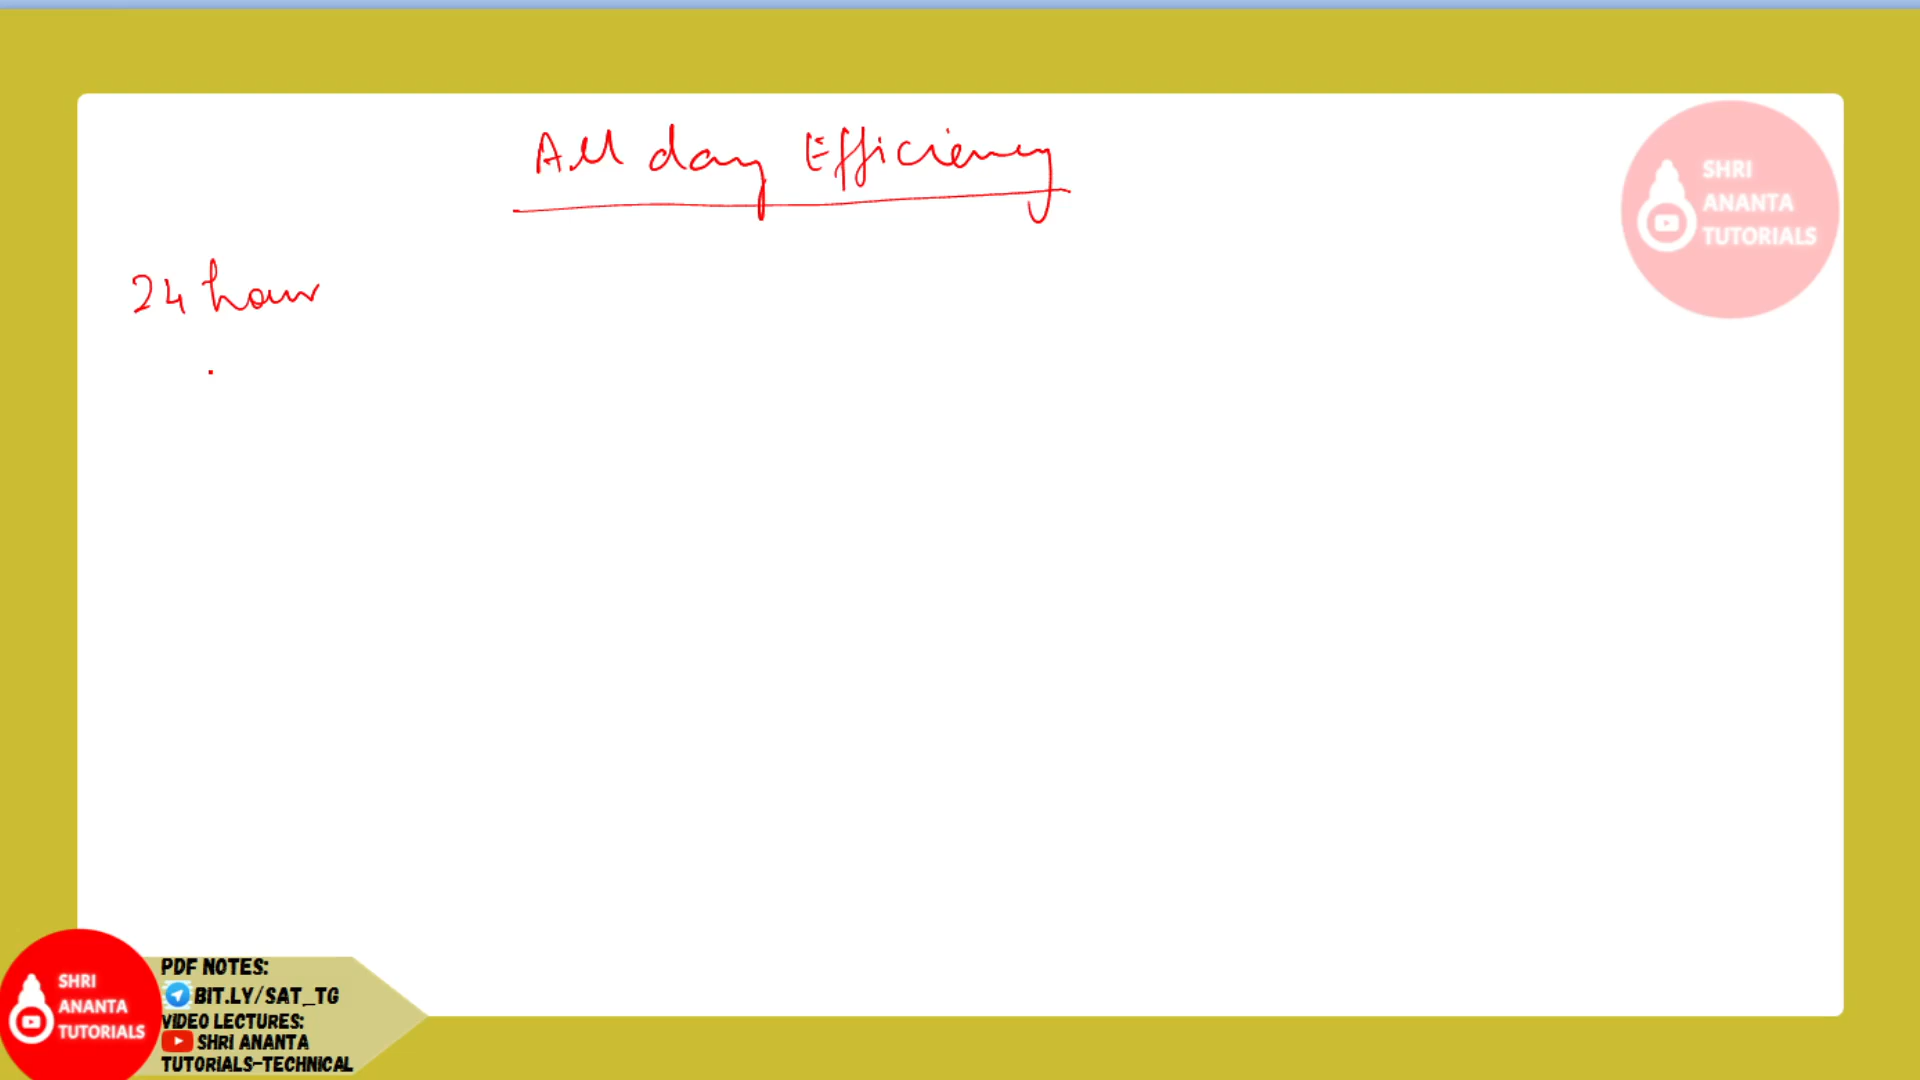 All day Efficiency
SHRI
ANANTA
TUTORIALS
24 hour
PDF NOTES:
BIT.LY/SAT_TG
VIDEO LECTURES:
SHRI ANANTA
TUTORIALS-TECHNICAL
SHRI
ANANTA
TUTORIALS